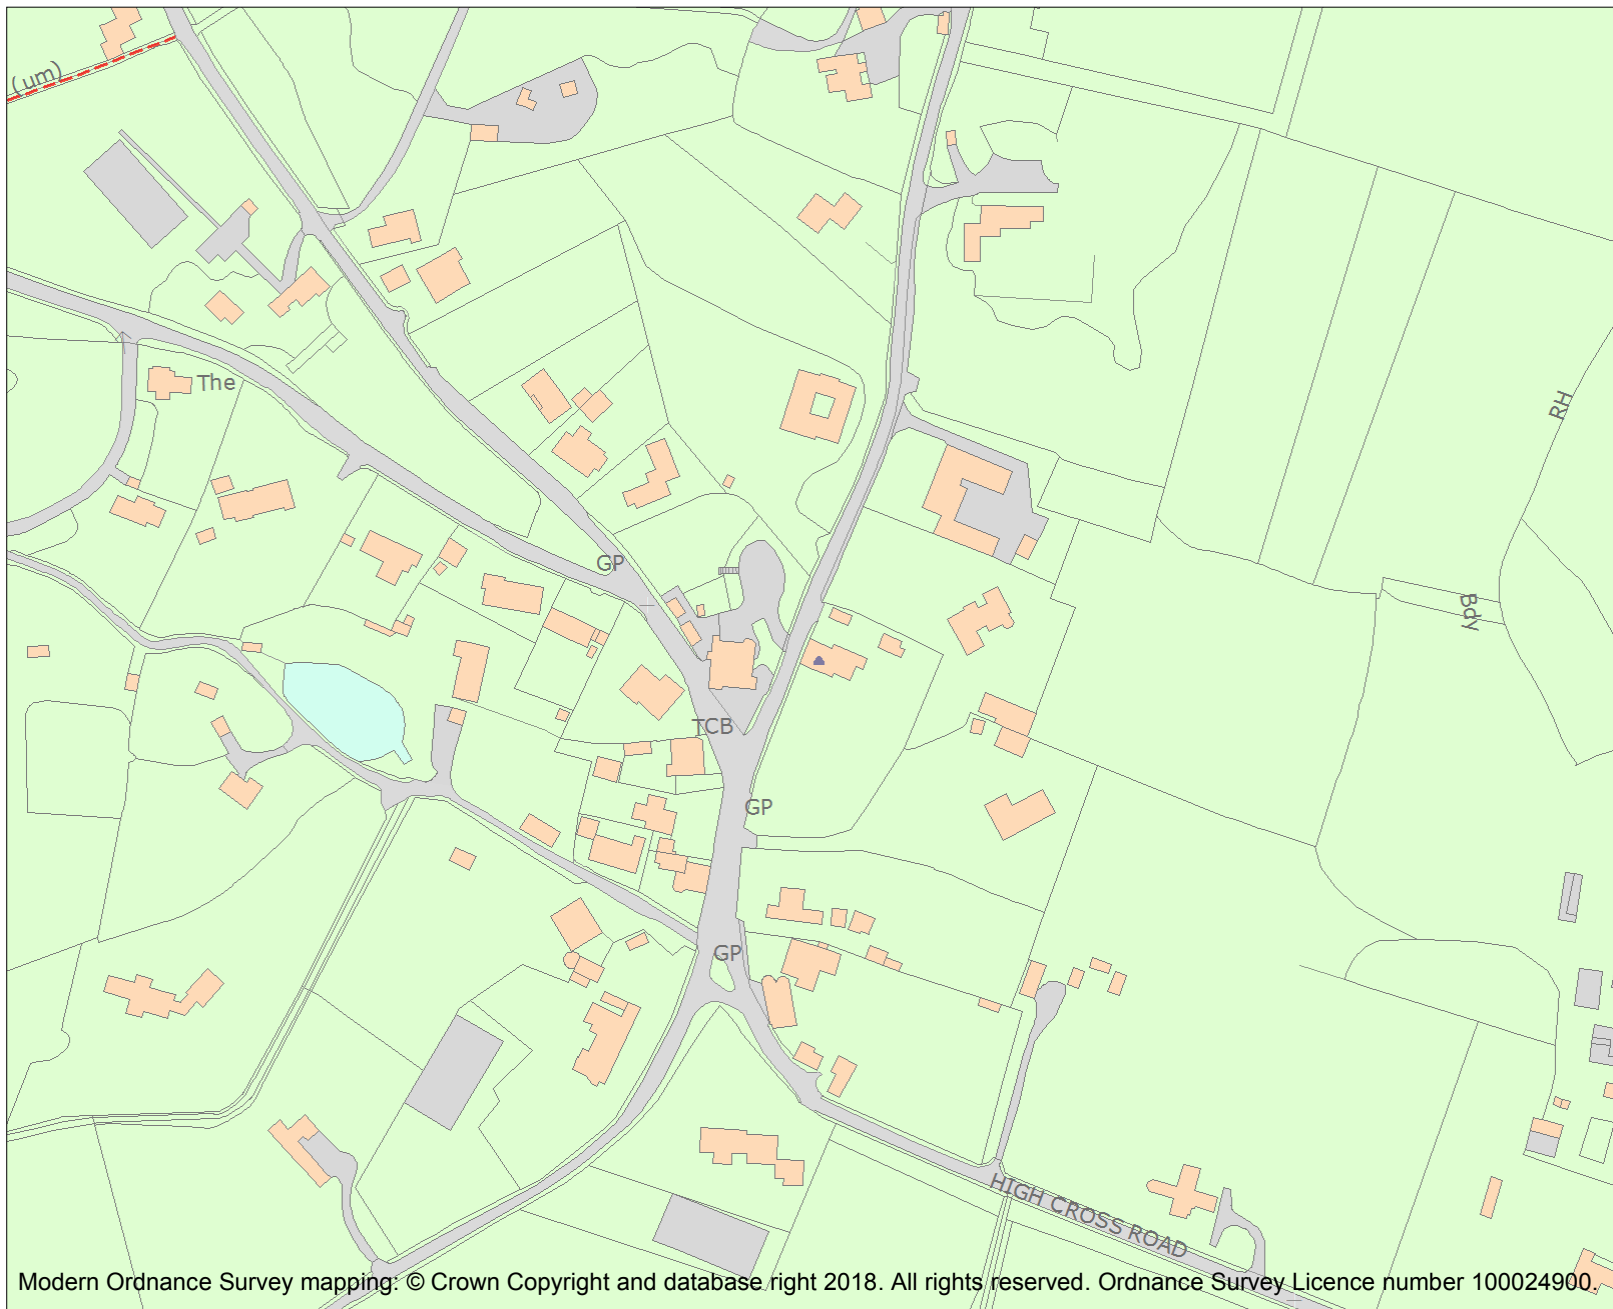 ( um)
The
RH
GP
Bdy
TCB
GP
GP
HIGH CROSS ROAD
Modern Ordnance Survey mapping: © Crown Copyright and database right 2018. All rights reserved. Ordnance Survey Licence number 100024900.